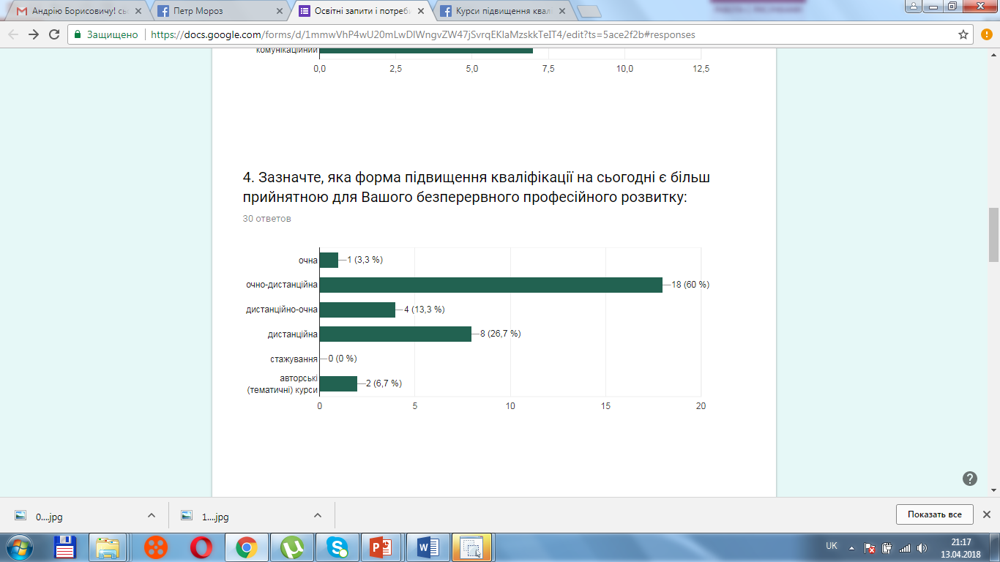 Андрію Борисовичу! сы
Петр Мороз
Освітні запити і потреби
Курси підвищення квал
Защищено
https://docs.google.com/forms/d/1mmwVhP4wU20mLwDlWngvZW47jSvrqEKlaMzskkTeIT4/edit?ts=5ace2f2b#responses
комунікаційний
0,0 2,5 5,0 7,5 10,0 12,5
4. Зазначте, яка форма підвищення кваліфікації на сьогодні є більш
прийнятною для Вашого безперервного професійного розвитку:
30 ответов
очна 1 (3,3 %)
очно-дистанційна 18 (60 %)
дистанційно-очна 4 (13,3 %)
дистанційна 8 (26,7 %)
стажування 0 (0 %)
авторські
(тематичні) курси 2 (6,7 %)
0 5 10 15 20
0....jpg
1....jpg
Показать все
UK
21:17
13.04.2018